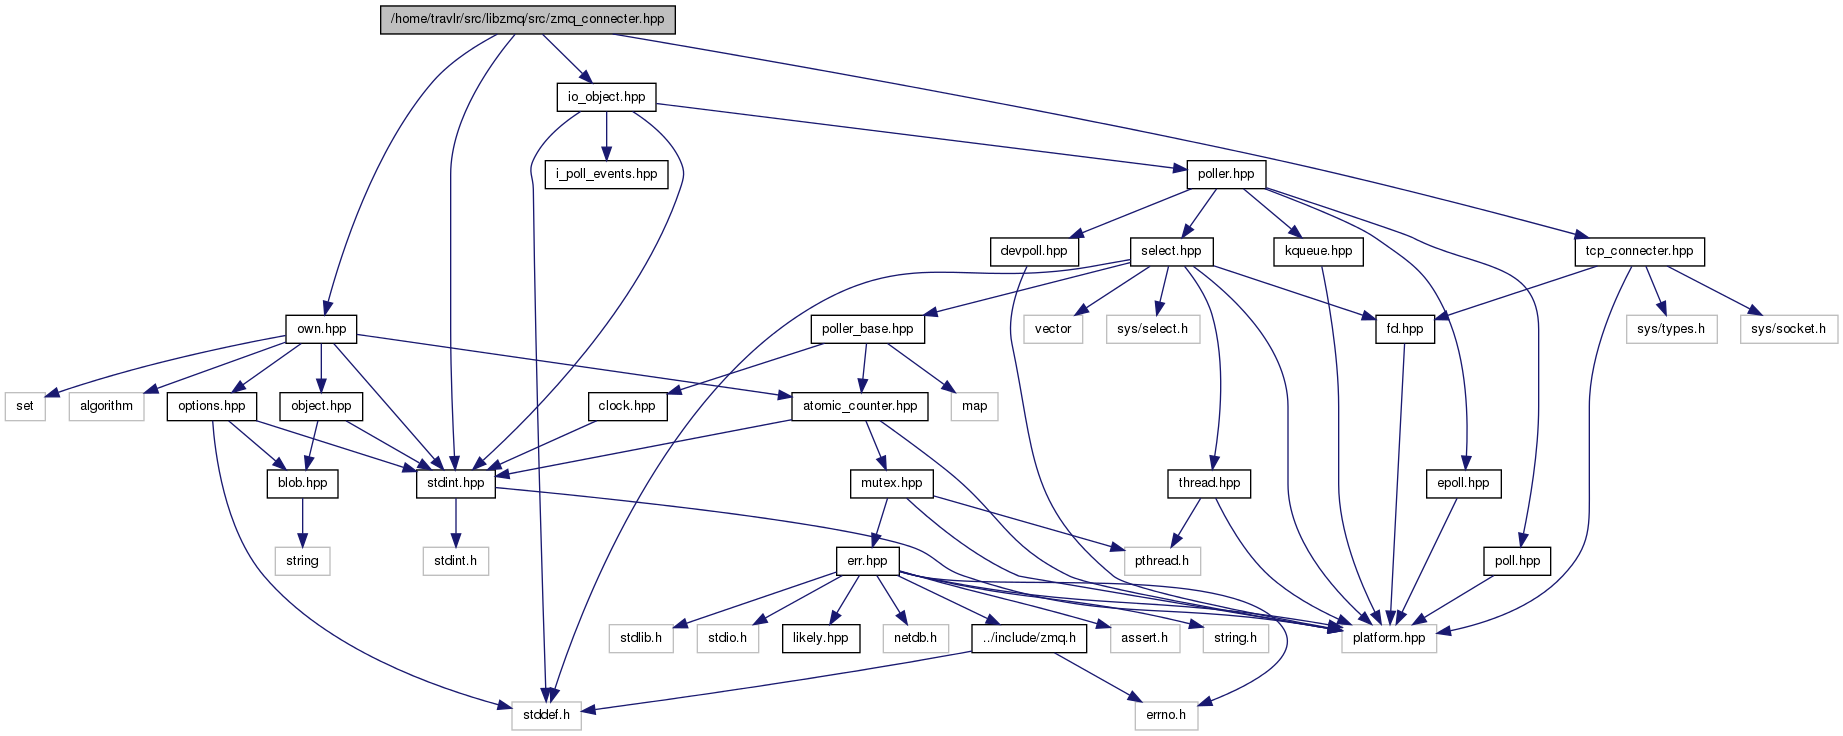 /home/travlr/src/libzmq/src/zmq_connecter.hpp
io_object.hpp
i_poll_events.hpp
poller.hpp
devpoll.hpp
select.hpp
kqueue.hpp
tcp_connecter.hpp
own.hpp
poller_base.hpp
vector
sys/select.h
fd.hpp
sys/types.h
sys/socket.h
set
algorithm
options.hpp
object.hpp
clock.hpp
atomic_counter.hpp
map
blob.hpp
stdint.hpp
mutex.hpp
thread.hpp
epoll.hpp
string
stdint.h
err.hpp
pthread.h
poll.hpp
stdlib.h
stdio.h
likely.hpp
netdb.h
../include/zmq.h
assert.h
string.h
platform.hpp
stddef.h
errno.h